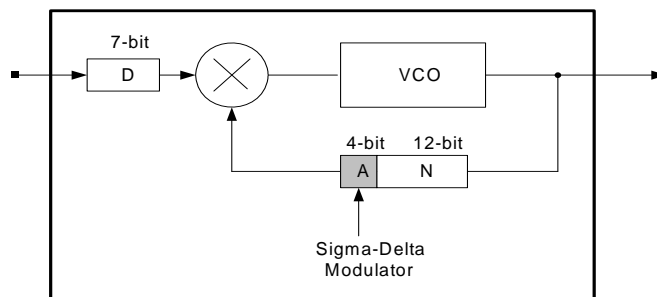 7-bit
D
VCO
4-bit
12-bit
A
N
Sigma-Delta
Modulator